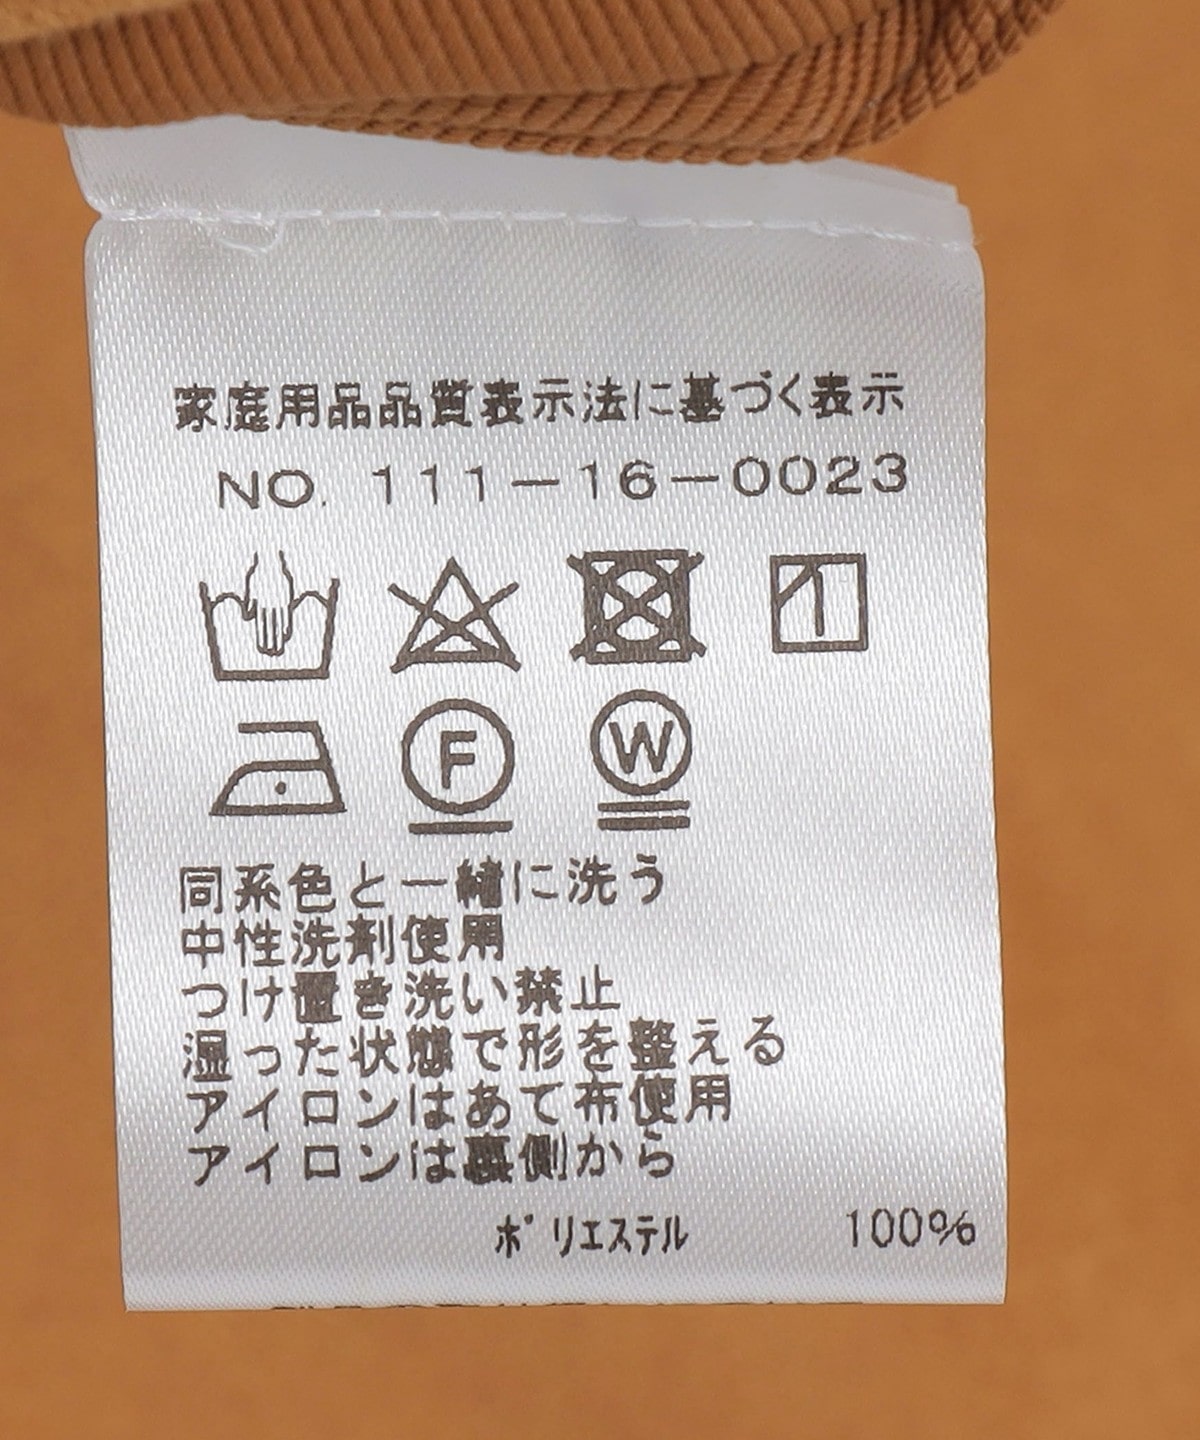 家庭用品品質表示法に基づく表示
NO. 111-16-0023
F W
同系色と一緒に洗う
中性洗剤使用
つけ置き洗い禁止
湿った状態で形を整える
アイロンはあて布使用
アイロンは裏側から
ポリエステル 100%